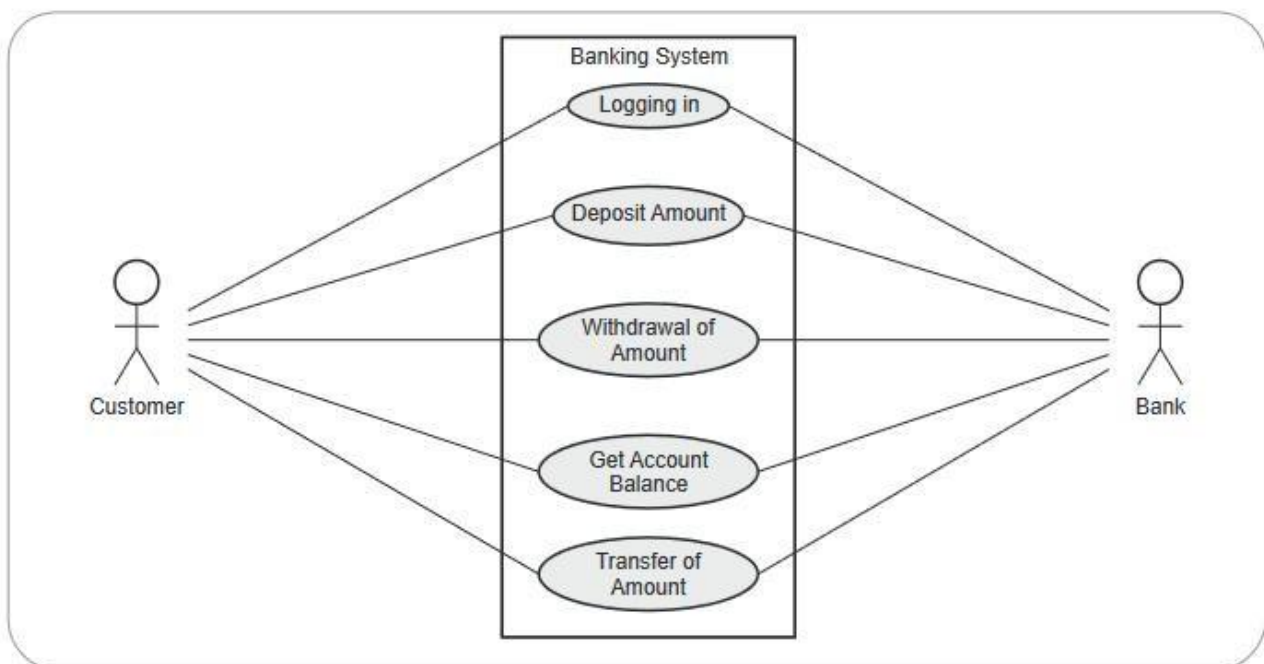 Banking System
Logging in
Deposit Amount
Withdrawal of
Amount
Customer
Bank
Get Account
Balance
Transfer of
Amount